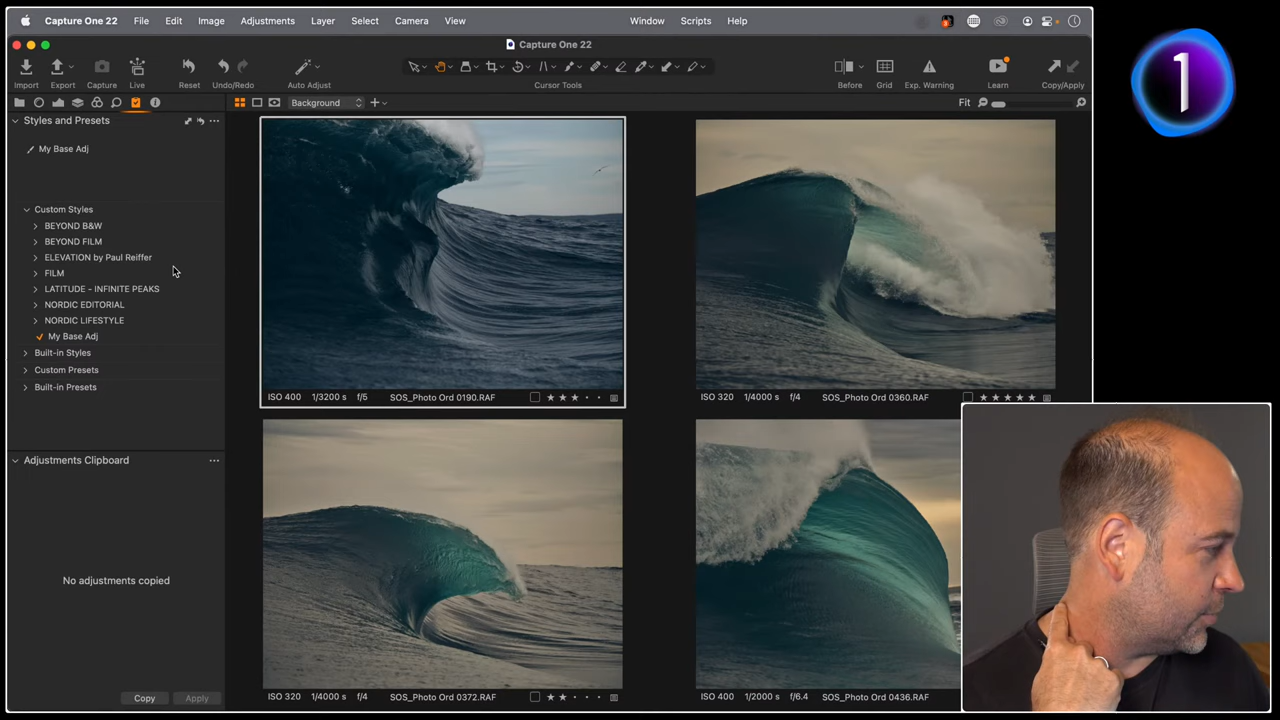 Capture One 22 File Edit Image Adjustments Layer Select Camera View Window Scripts Help
Capture One 22
Import Export Capture Live Reset Undo/Redo Auto Adjust Cursor Tools Before Grid Exp. Warning Learn Copy/Apply
Background Fit
Styles and Presets
My Base Adj
Custom Styles
BEYOND B&W
BEYOND FILM
ELEVATION by Paul Reiffer
FILM
LATITUDE - INFINITE PEAKS
NORDIC EDITORIAL
NORDIC LIFESTYLE
My Base Adj
Built-in Styles
Custom Presets
Built-in Presets
Adjustments Clipboard
No adjustments copied
Copy Apply
ISO 400 1/3200 s f/5 SOS_Photo Ord 0190.RAF
ISO 320 1/4000 s f/4 SOS_Photo Ord 0360.RAF
ISO 320 1/4000 s f/4 SOS_Photo Ord 0372.RAF
ISO 400 1/2000 s f/6.4 SOS_Photo Ord 0436.RAF
1